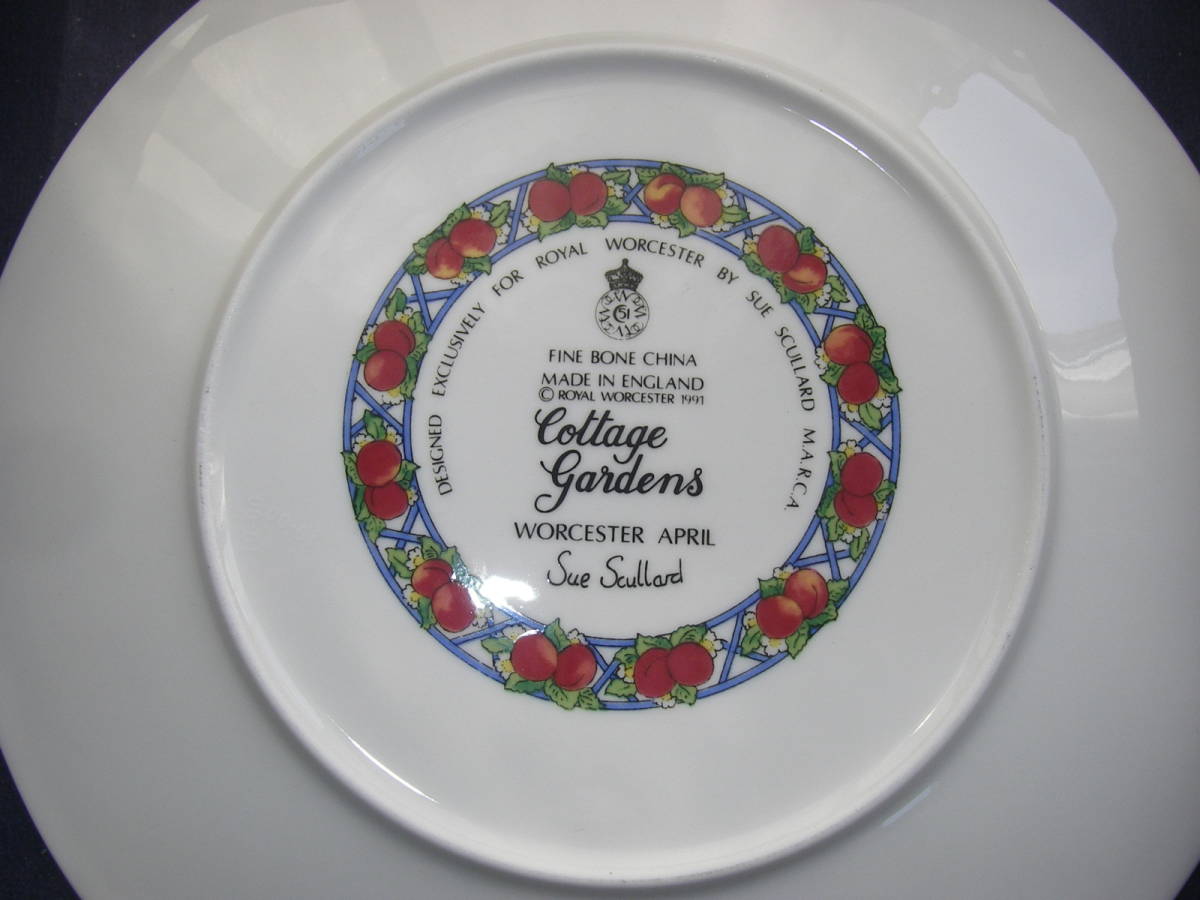 DESIGNED EXCLUSIVELY FOR ROYAL WORCESTER BY SUE SCULLARD M.A.R.C.A.
51
FINE BONE CHINA
MADE IN ENGLAND
© ROYAL WORCESTER 1991
Cottage
Gardens
WORCESTER APRIL
Sue Scullard